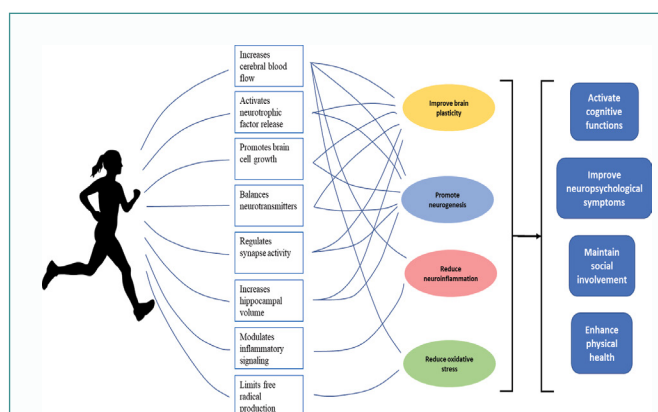 Increases
cerebral blood
flow
Activates
neurotrophic
factor release
Promotes brain
cell growth
Balances
neurotransmitters
Regulates
synapse activity
Increases
hippocampal
volume
Modulates
inflammatory
signaling
Limits free
radical
production
Improve brain
plasticity
Promote
neurogenesis
Reduce
neuroinflammation
Reduce oxidative
stress
Activate
cognitive
functions
Improve
neuropsychological
symptoms
Maintain
social
involvement
Enhance
physical
health